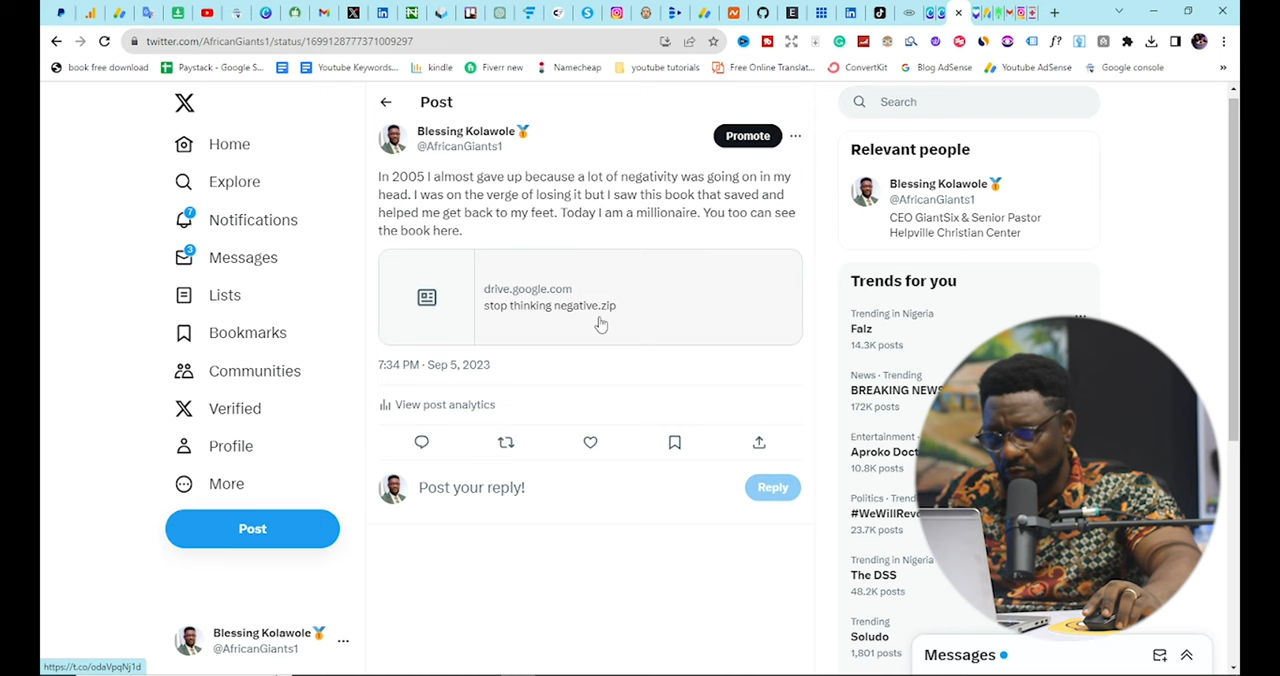 twitter.com/AfricanGiants1/status/1699128777371009297
book free download
Paystack - Google S...
Youtube Keywords...
kindle
Fiverr new
Namecheap
youtube tutorials
Free Online Translat...
ConvertKit
Blog AdSense
Youtube AdSense
Google console
Post
Search
Home
Explore
7
Notifications
3
Messages
Lists
Bookmarks
Communities
Verified
Profile
More
Post
Blessing Kolawole
@AfricanGiants1
Blessing Kolawole
@AfricanGiants1
Promote
In 2005 I almost gave up because a lot of negativity was going on in my
head. I was on the verge of losing it but I saw this book that saved and
helped me get back to my feet. Today I am a millionaire. You too can see
the book here.
drive.google.com
stop thinking negative.zip
7:34 PM · Sep 5, 2023
View post analytics
Post your reply!
Reply
Relevant people
Blessing Kolawole
@AfricanGiants1
CEO GiantSix & Senior Pastor
Helpville Christian Center
Trends for you
Trending in Nigeria
Falz
14.3K posts
News · Trending
BREAKING NEWS
172K posts
Entertainment ·
Aproko Doct
10.8K posts
Politics · Trend
#WeWillReve
23.7K posts
Trending in Nigeria
The DSS
48.2K posts
Trending
Soludo
1,801 posts
Messages
https://t.co/odaVpqNj1d